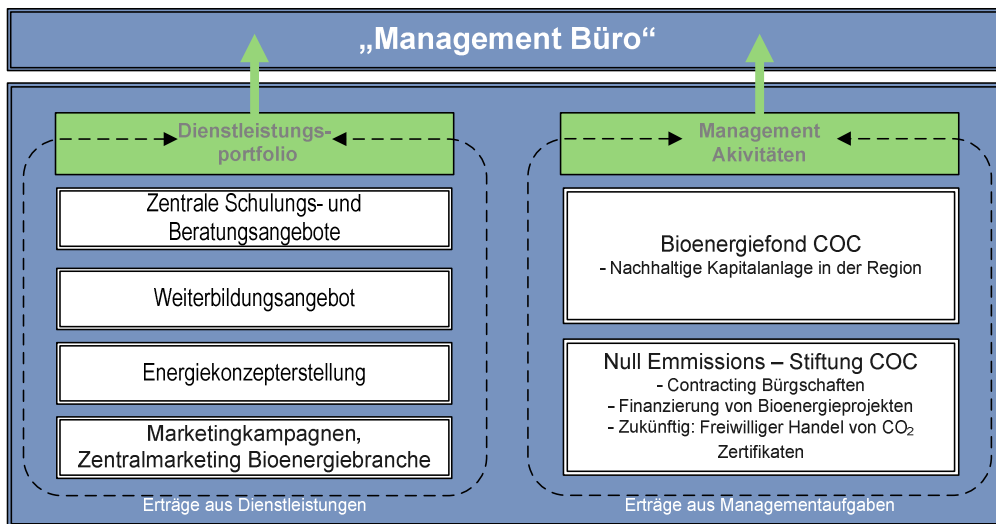 „Management Büro“
Dienstleistungs-
portfolio
Zentrale Schulungs- und
Beratungsangebote
Weiterbildungsangebot
Energiekonzepterstellung
Marketingkampagnen,
Zentralmarketing Bioenergiebranche
Erträge aus Dienstleistungen
Management
Akivitäten
Bioenergiefond COC
- Nachhaltige Kapitalanlage in der Region
Null Emmissions – Stiftung COC
- Contracting Bürgschaften
- Finanzierung von Bioenergieprojekten
- Zukünftig: Freiwilliger Handel von CO₂
Zertifikaten
Erträge aus Managementaufgaben